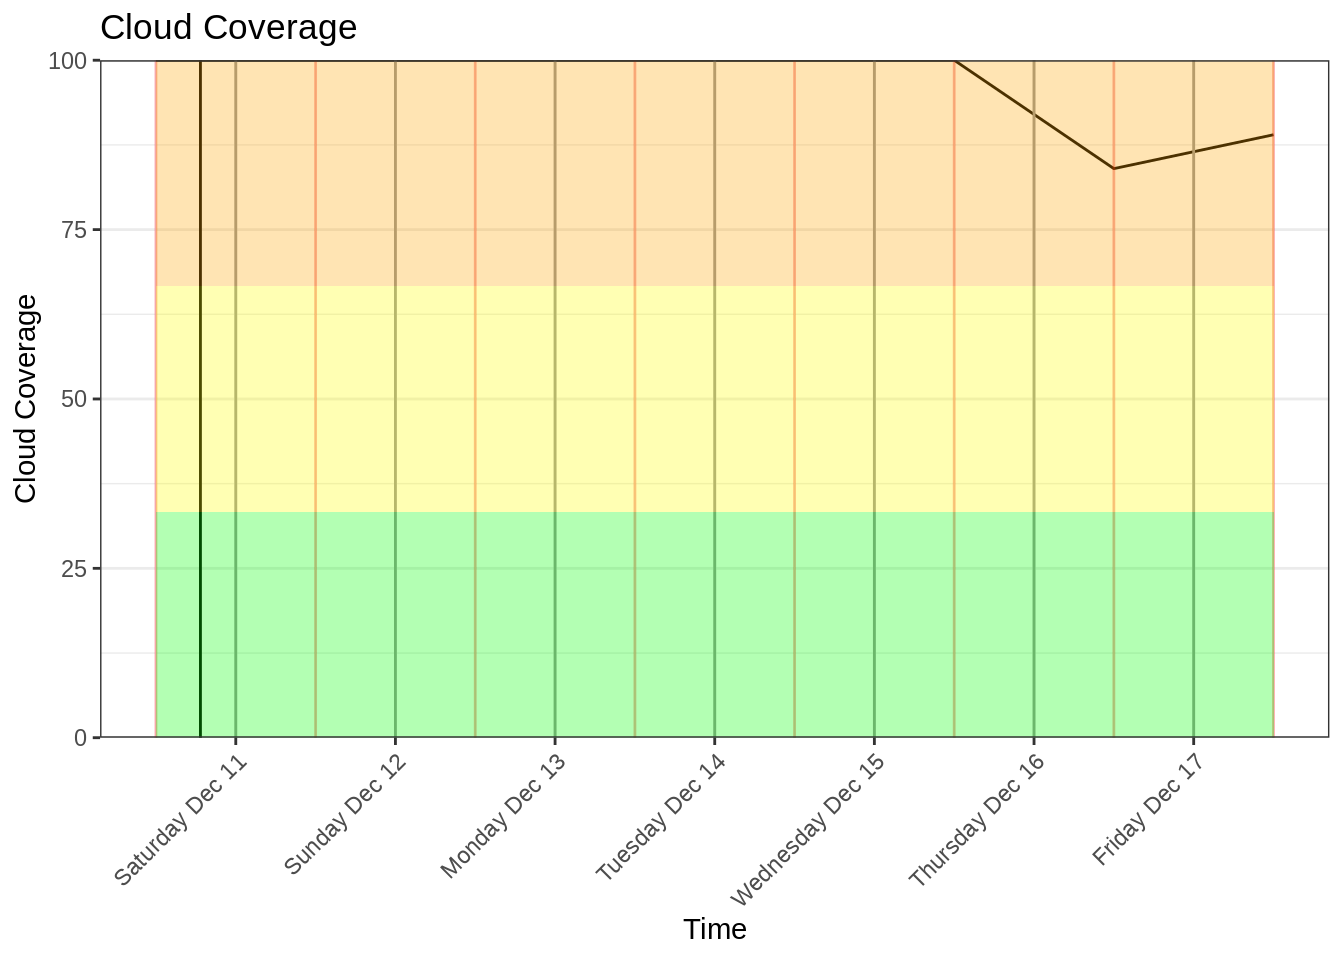 Cloud Coverage
Cloud Coverage
100
75
50
25
0
Saturday Dec 11
Sunday Dec 12
Monday Dec 13
Tuesday Dec 14
Wednesday Dec 15
Thursday Dec 16
Friday Dec 17
Time